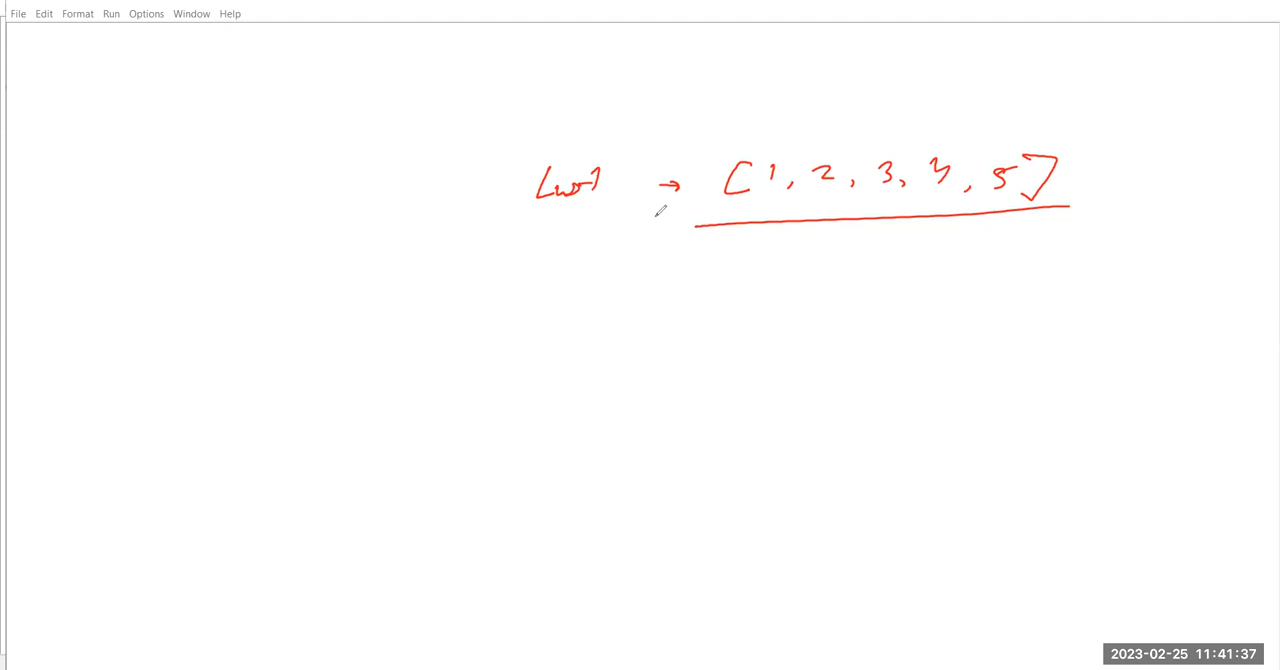 File Edit Format Run Options Window Help
→ [1, 2, 3, 4, 5]
2023-02-25 11:41:37